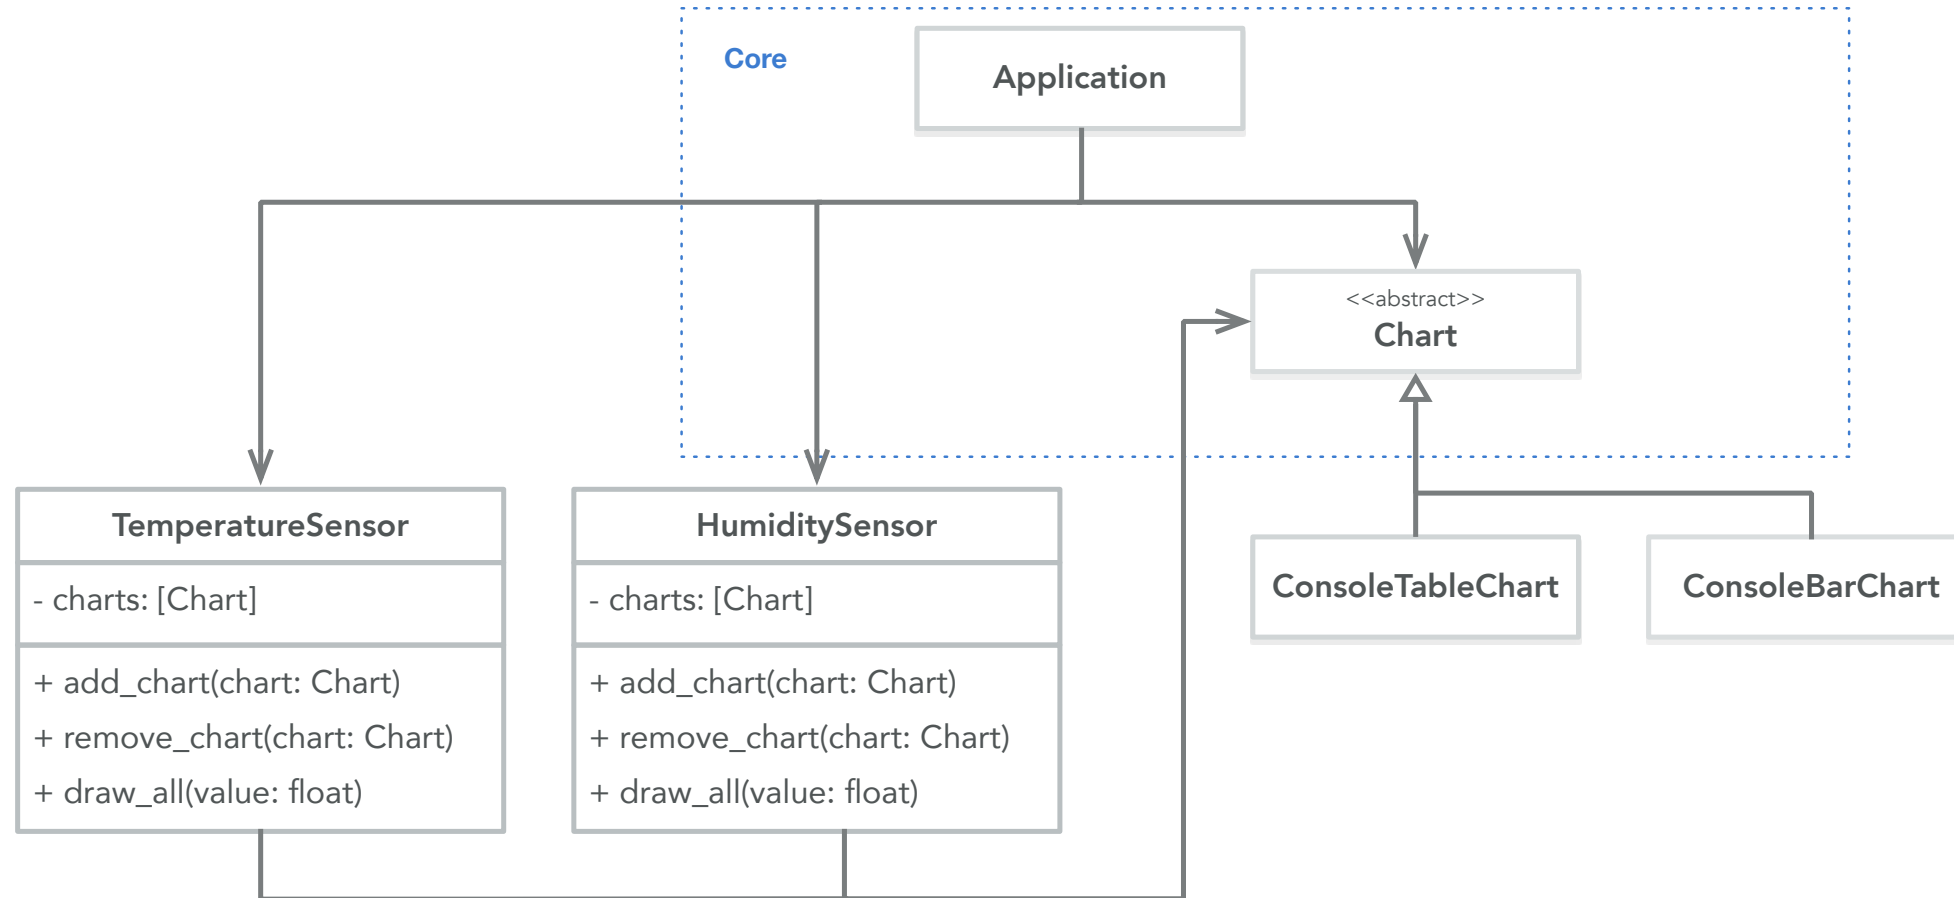 Core
Application
<<abstract>>
Chart
TemperatureSensor
- charts: [Chart]
+ add_chart(chart: Chart)
+ remove_chart(chart: Chart)
+ draw_all(value: float)
HumiditySensor
- charts: [Chart]
+ add_chart(chart: Chart)
+ remove_chart(chart: Chart)
+ draw_all(value: float)
ConsoleTableChart
ConsoleBarChart